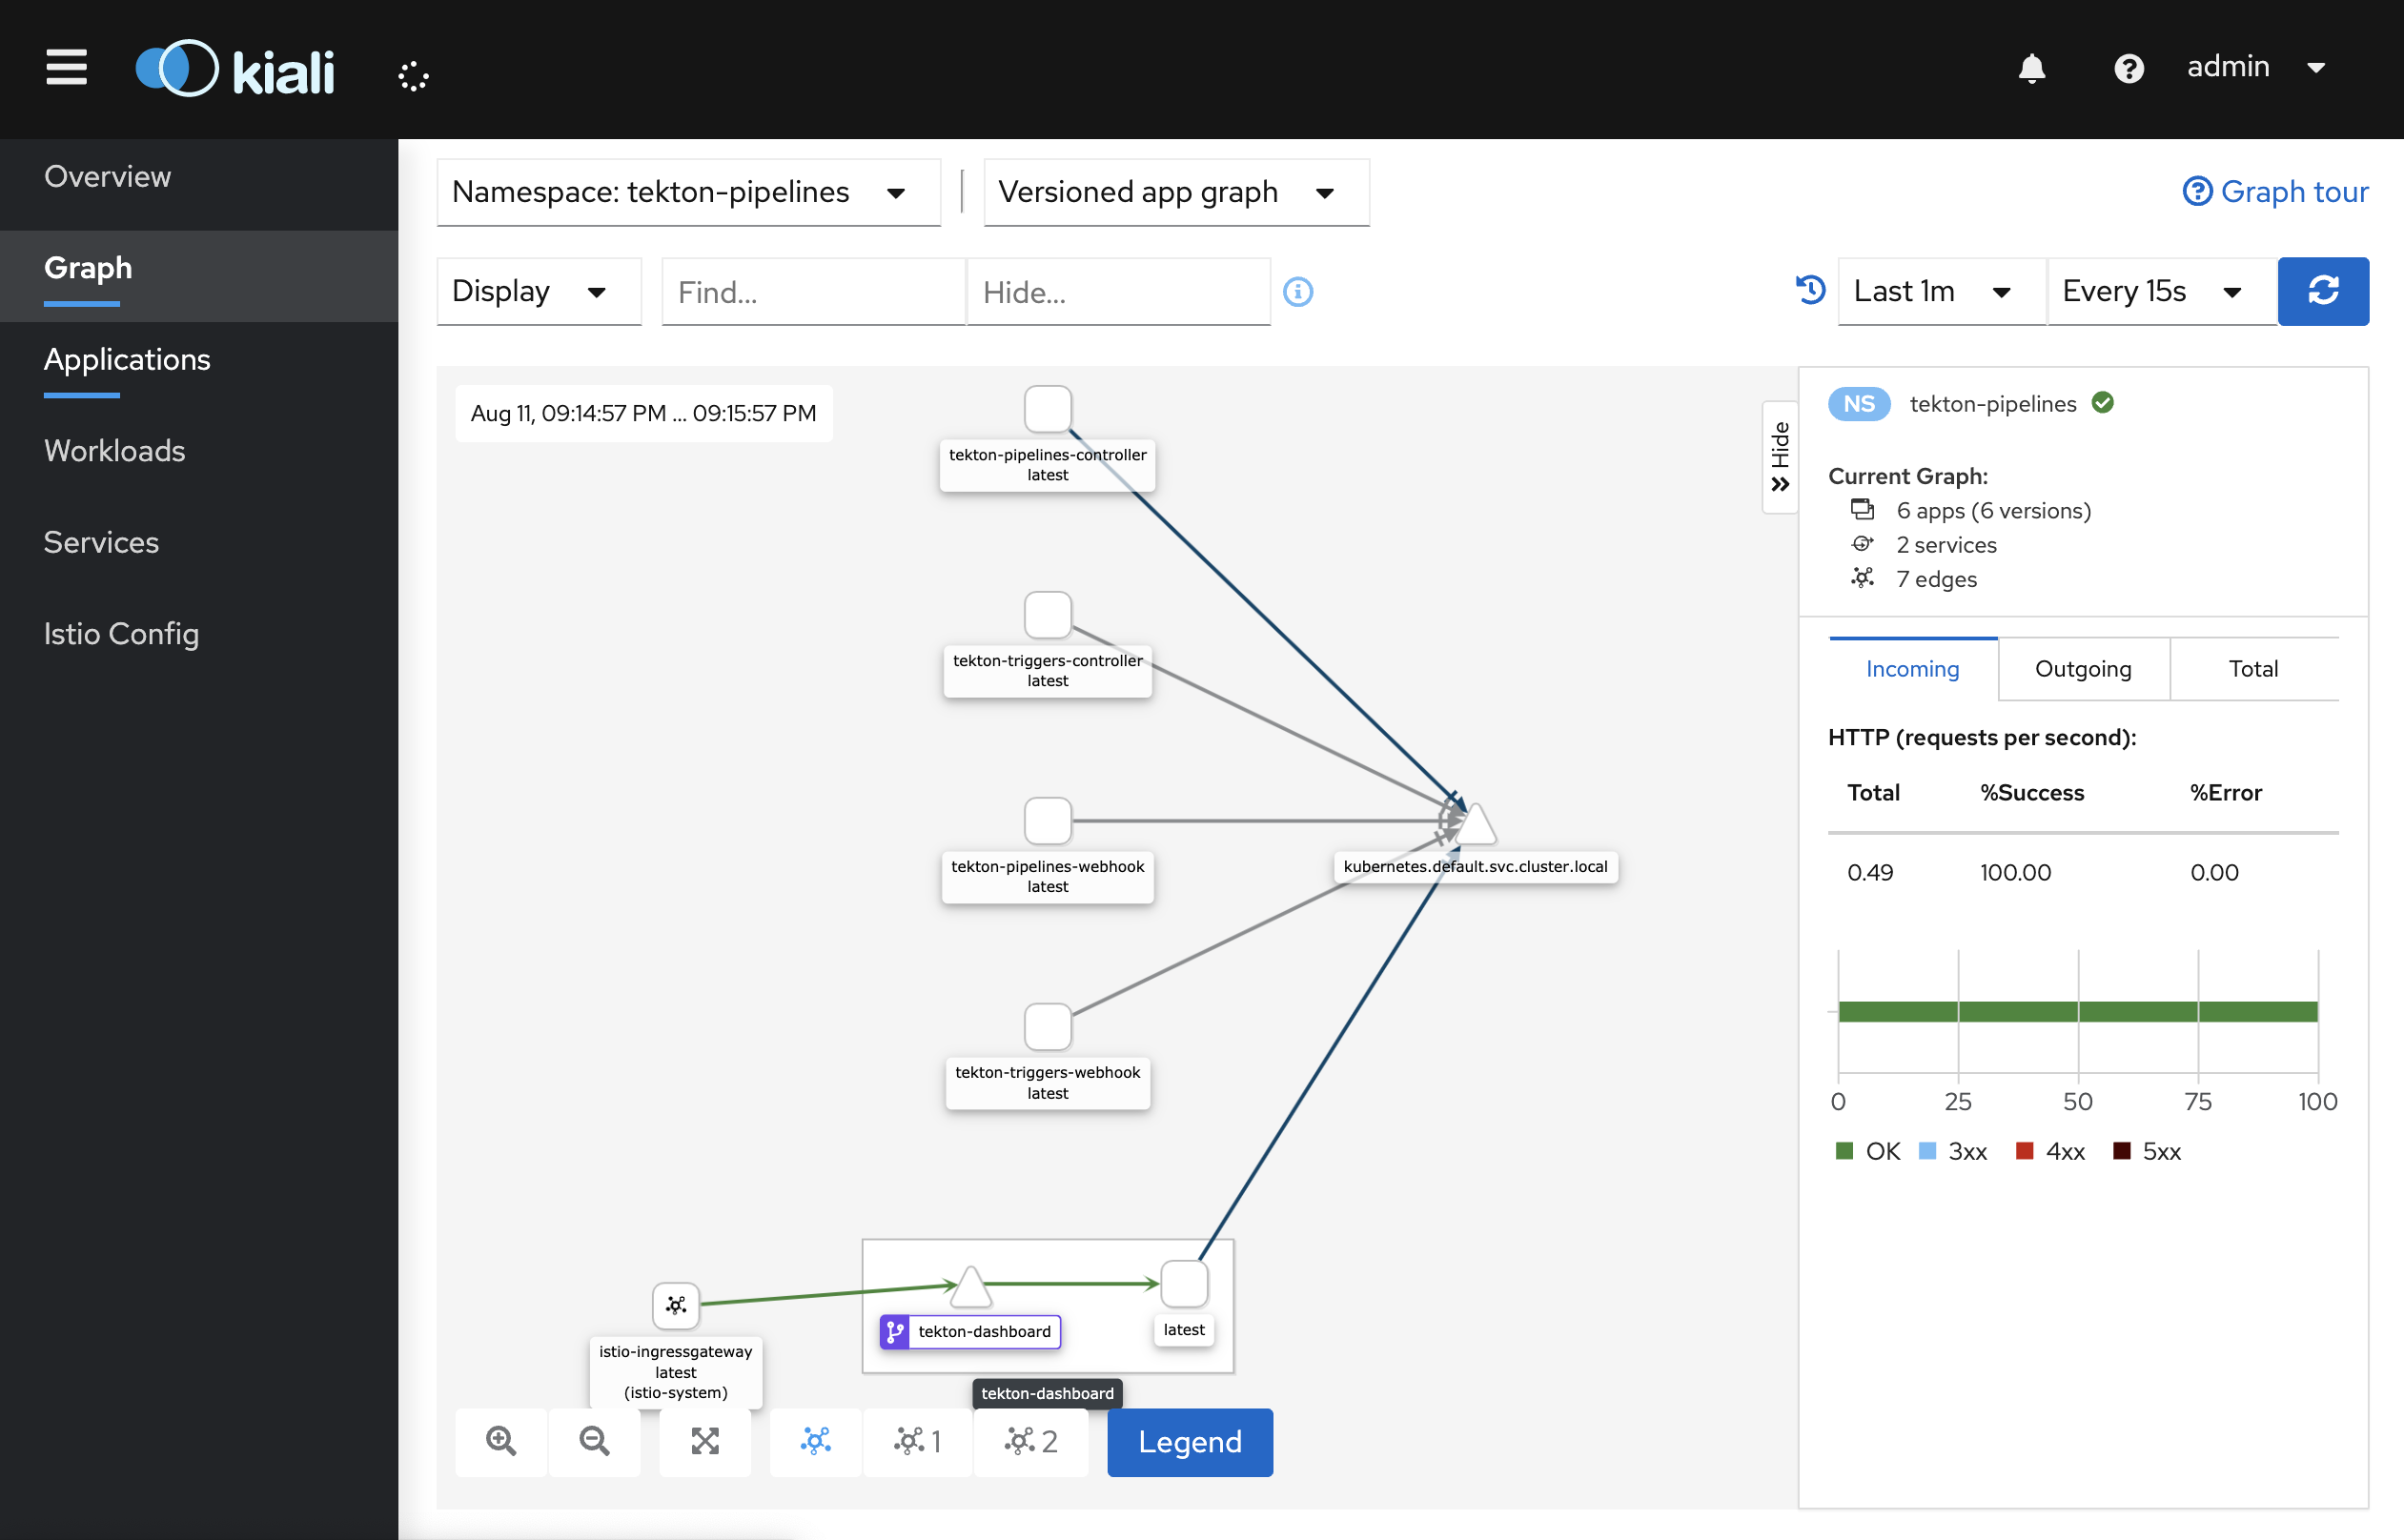 kiali
admin
Overview
Graph
Applications
Workloads
Services
Istio Config
Namespace: tekton-pipelines
Versioned app graph
Graph tour
Display
Find...
Hide...
Last 1m
Every 15s
Aug 11, 09:14:57 PM ... 09:15:57 PM
tekton-pipelines-controller
latest
tekton-triggers-controller
latest
tekton-pipelines-webhook
latest
kubernetes.default.svc.cluster.local
tekton-triggers-webhook
latest
tekton-dashboard
latest
istio-ingressgateway
latest
(istio-system)
tekton-dashboard
1
2
Legend
Hide
NS tekton-pipelines
Current Graph:
6 apps (6 versions)
2 services
7 edges
Incoming
Outgoing
Total
HTTP (requests per second):
Total %Success %Error
0.49 100.00 0.00
0 25 50 75 100
OK 3xx 4xx 5xx